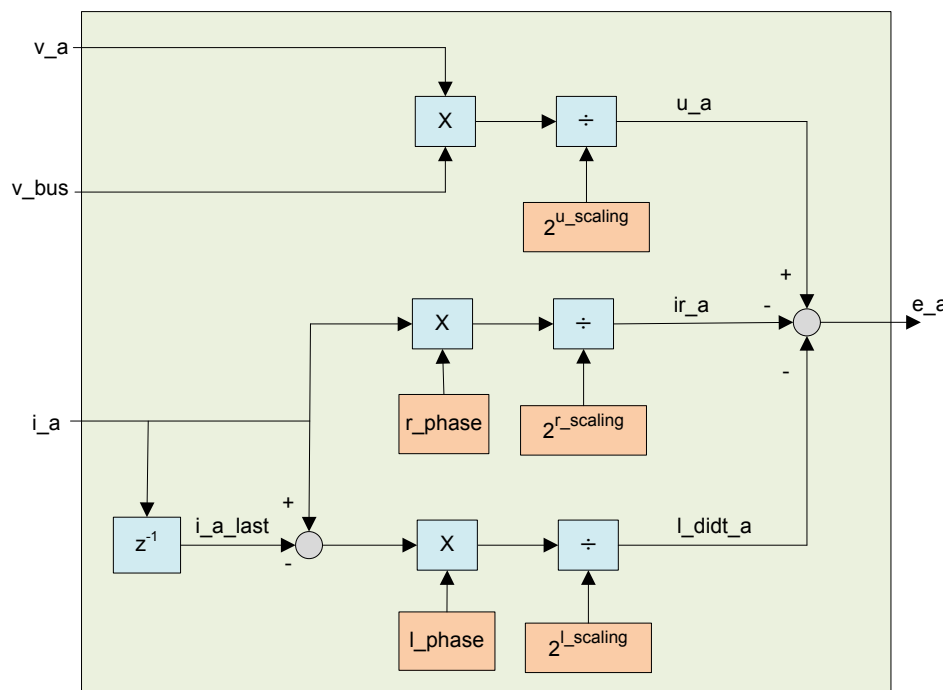 v_a
X
÷
u_a
v_bus
2^u_scaling
+
X
÷
ir_a
-
e_a
-
r_phase
2^r_scaling
i_a
+
z^-1
i_a_last
-
X
÷
l_didt_a
l_phase
2^l_scaling